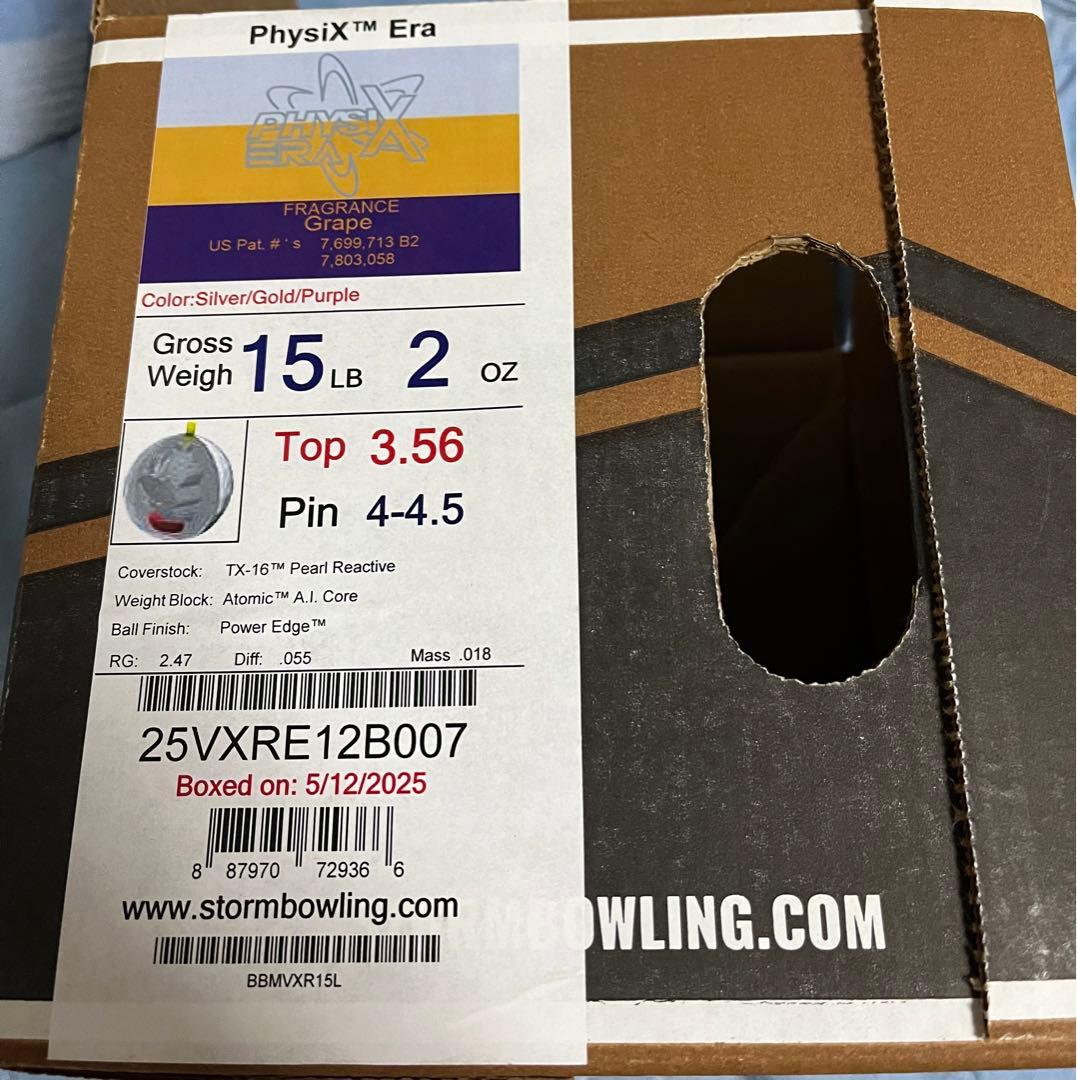 PhysiX™ Era
PHYSIX
ERA
FRAGRANCE
Grape
US Pat. # ' s 7,699,713 B2
7,803,058
Color:Silver/Gold/Purple
Gross
Weigh 15 LB 2 OZ
Top 3.56
Pin 4-4.5
Coverstock: TX-16™ Pearl Reactive
Weight Block: Atomic™ A.I. Core
Ball Finish: Power Edge™
RG: 2.47 Diff: .055 Mass .018
25VXRE12B007
Boxed on: 5/12/2025
8 87970 72936 6
www.stormbowling.com
RMBOWLING.COM
BBMVXR15L